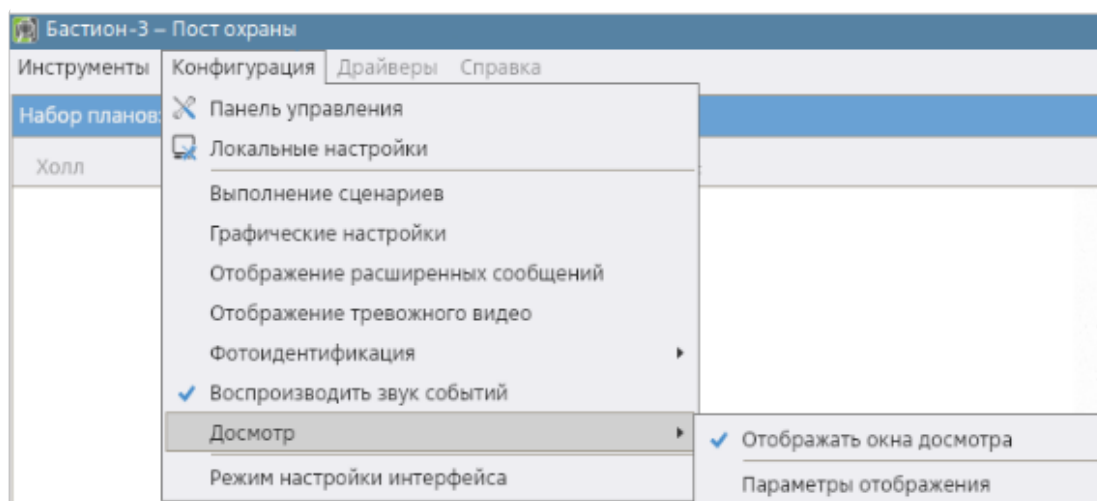 Бастион-3 – Пост охраны
Инструменты Конфигурация Драйверы Справка
Набор планов:
Панель управления
Локальные настройки
Холл
Выполнение сценариев
Графические настройки
Отображение расширенных сообщений
Отображение тревожного видео
Фотоидентификация
Воспроизводить звук событий
Досмотр
Отображать окна досмотра
Режим настройки интерфейса
Параметры отображения